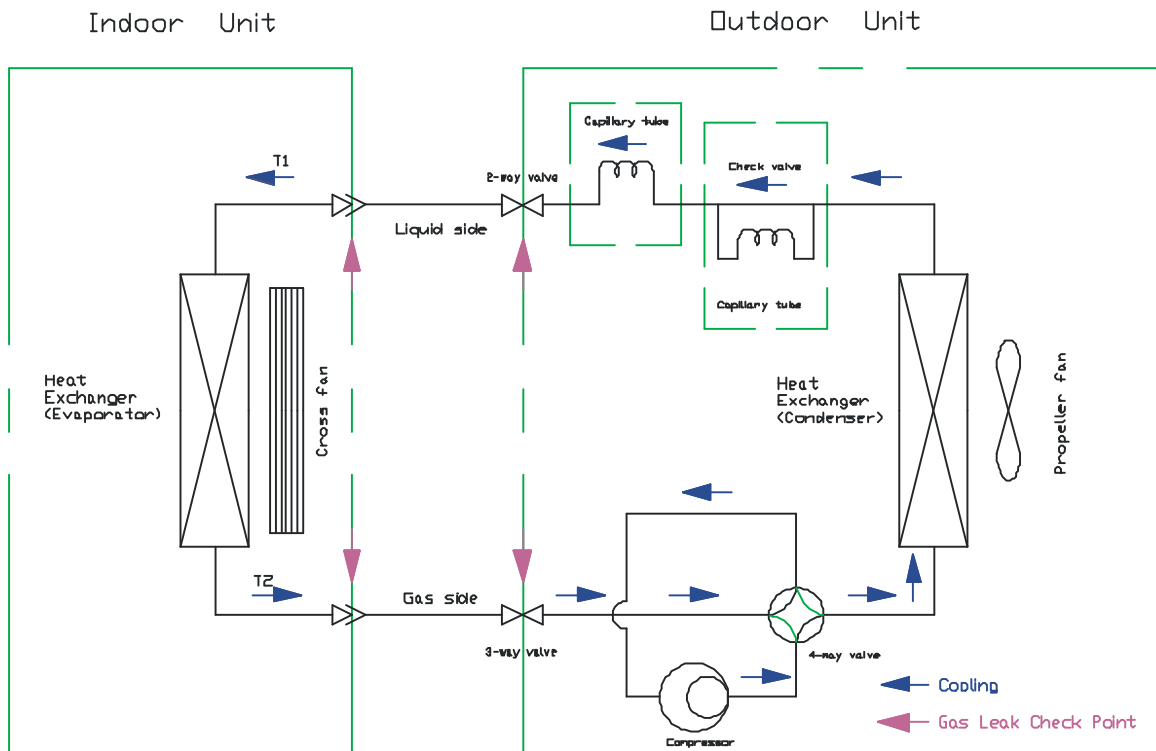 Indoor Unit
Outdoor Unit
Capillary tube
T1
2-way valve
Check valve
Liquid side
Capillary tube
Heat
Exchanger
(Evaporator)
Cross fan
Heat
Exchanger
(Condenser)
Propeller fan
T2
Gas side
3-way valve
4-way valve
Cooling
Gas Leak Check Point
Compressor